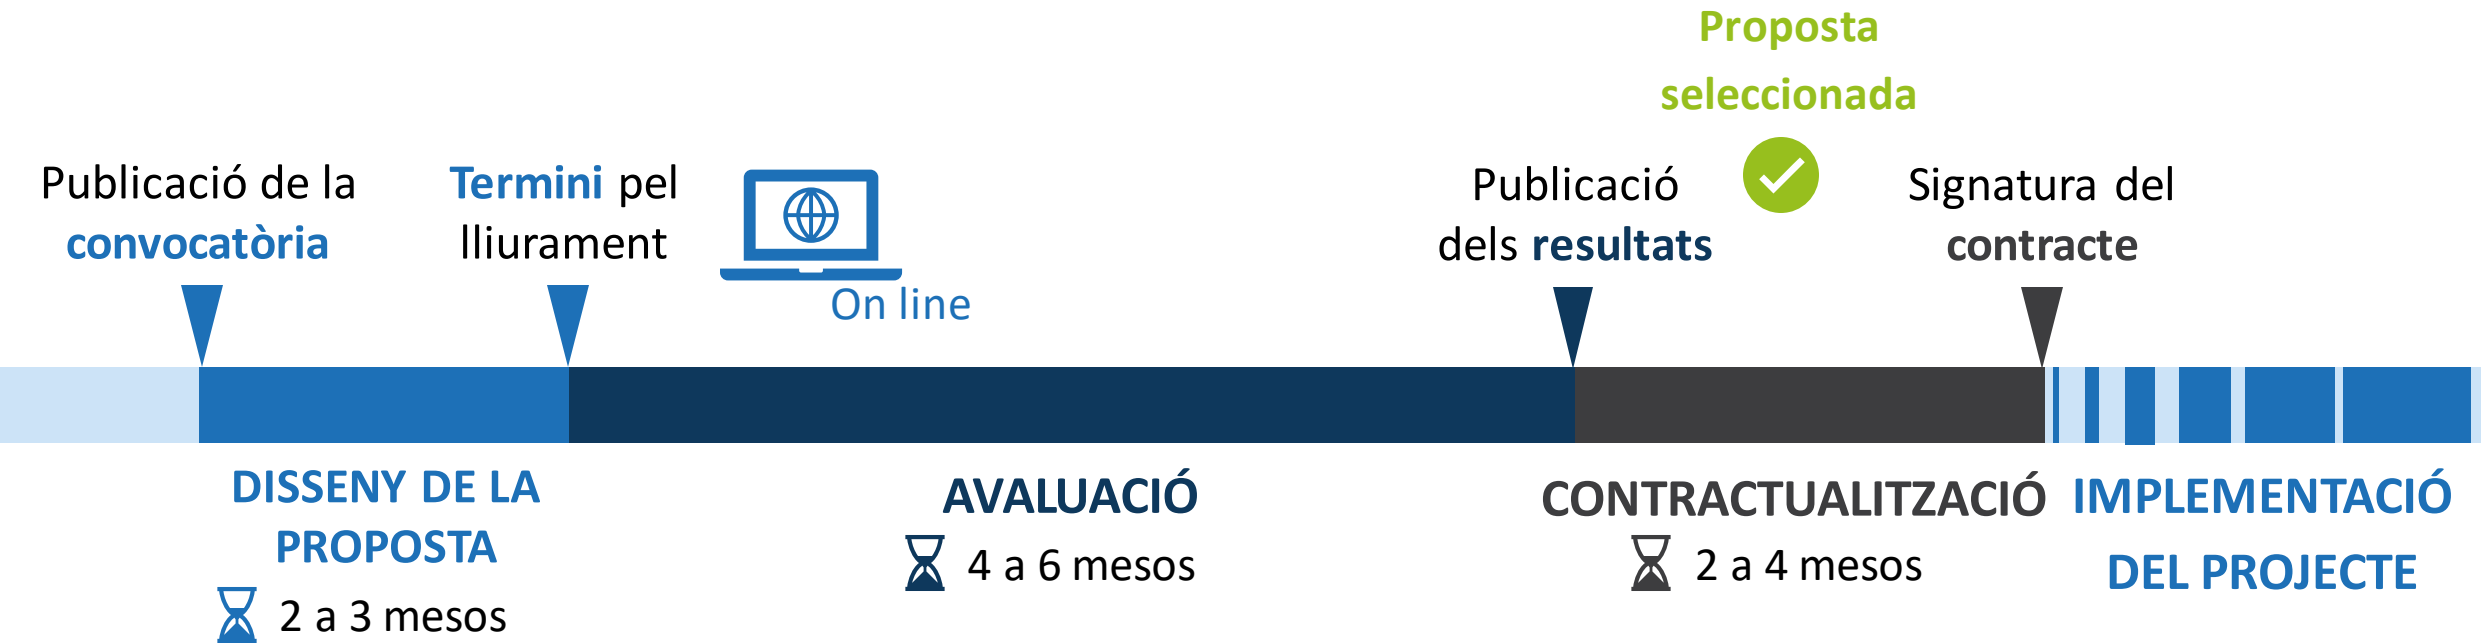 Proposta
seleccionada
Publicació de la
convocatòria
Termini pel
lliurament
On line
Publicació
dels resultats
Signatura del
contracte
DISSENY DE LA
PROPOSTA
2 a 3 mesos
AVALUACIÓ
4 a 6 mesos
CONTRACTUALITZACIÓ
2 a 4 mesos
IMPLEMENTACIÓ
DEL PROJECTE